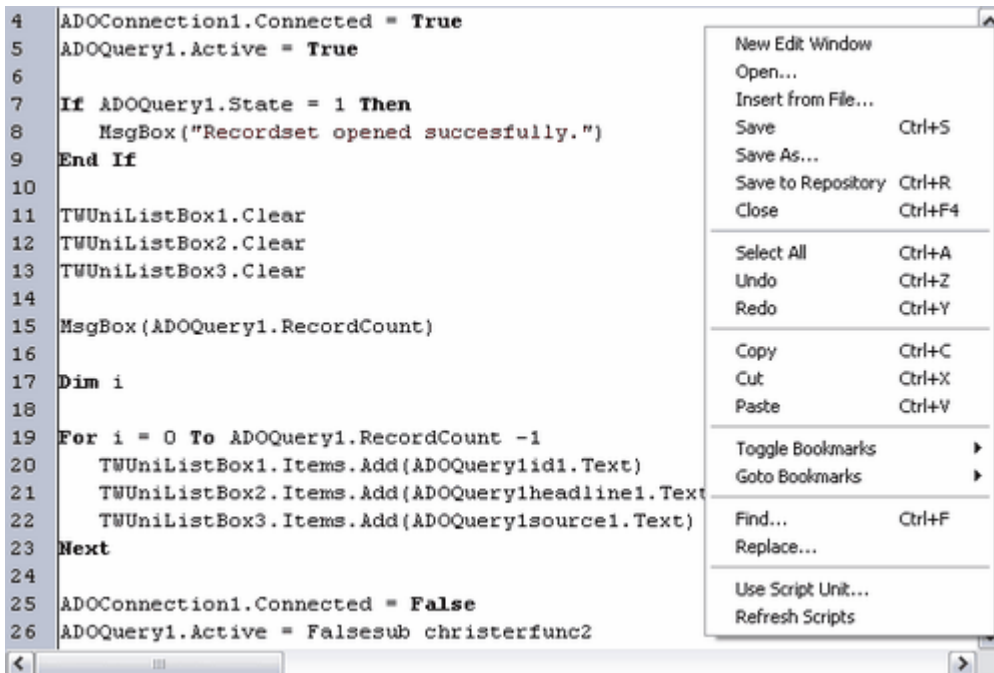 4 ADOConnection1.Connected = True
5 ADOQuery1.Active = True
6
7 If ADOQuery1.State = 1 Then
8 MsgBox("Recordset opened succesfully.")
9 End If
10
11 TWUniListBox1.Clear
12 TWUniListBox2.Clear
13 TWUniListBox3.Clear
14
15 MsgBox(ADOQuery1.RecordCount)
16
17 Dim i
18
19 For i = 0 To ADOQuery1.RecordCount -1
20 TWUniListBox1.Items.Add(ADOQuery1id1.Text)
21 TWUniListBox2.Items.Add(ADOQuery1headline1.Text
22 TWUniListBox3.Items.Add(ADOQuery1source1.Text)
23 Next
24
25 ADOConnection1.Connected = False
26 ADOQuery1.Active = Falsesub christerfunc2
New Edit Window
Open...
Insert from File...
Save Ctrl+S
Save As...
Save to Repository Ctrl+R
Close Ctrl+F4
Select All Ctrl+A
Undo Ctrl+Z
Redo Ctrl+Y
Copy Ctrl+C
Cut Ctrl+X
Paste Ctrl+V
Toggle Bookmarks
Goto Bookmarks
Find... Ctrl+F
Replace...
Use Script Unit...
Refresh Scripts